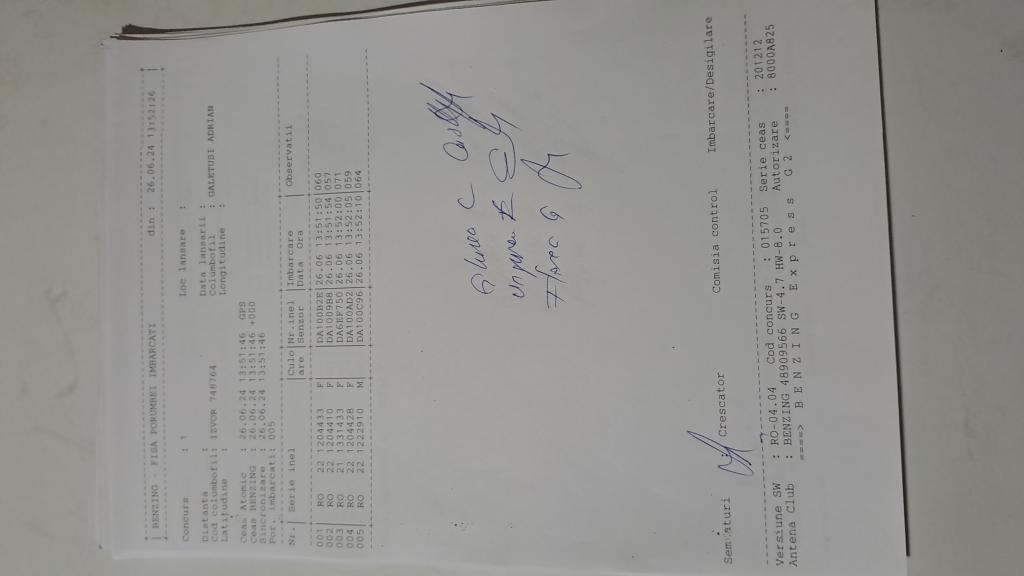 BENZING - FISA PORUMBEI IMBARCATI din : 26.06.24 13:52:26
Concurs : 1 Loc lansare :
Distanta : Data lansarii :
Cod columbofil: IZVOR 748764 Columbofil : GALETUSI ADRIAN
Latitudine : Longitudine :
Ceas Atomic : 26.06.24 13:51:46 GPS
Ceas BENZING : 26.06.24 13:51:46 +000
Sincronizare : 26.06.24 13:51:46
Por. imbarcati: 005
Nr. | Serie inel | Culo | Nr.inel | Imbarcare | Observatii
are | Senzor | Data Ora
001 | RO 22 1204433 F | DA100B2E | 26.06 13:51:50 | 060
002 | RO 22 1204410 F | DA1009B8 | 26.06 13:51:54 | 057
003 | RO 21 1331433 F | DA6EF750 | 26.06 13:52:00 | 071
004 | RO 22 1204428 F | DA100AD2 | 26.06 13:52:05 | 059
005 | RO 22 1222910 M | DA100C96 | 26.06 13:52:10 | 064
Semnaturi : Crescator Comisia control Imbarcare/Desigilare
Versiune SW : RO-04.04 Cod concurs : 015705 Serie ceas : 201212
Antena Club : BENZING 48909566 SW-4.7 HW-8.0 Autorizare : 8000A825
====> B E N Z I N G E x p r e s s G 2 <====